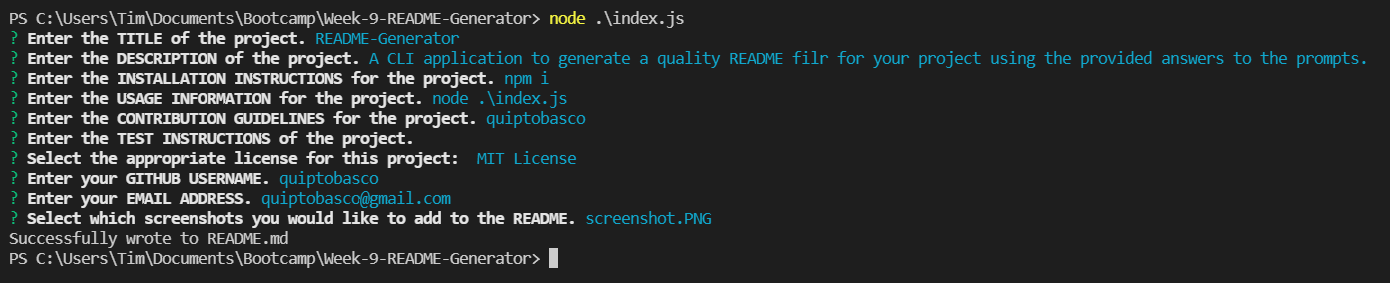 PS C:\Users\Tim\Documents\Bootcamp\Week-9-README-Generator> node .\index.js
? Enter the TITLE of the project. README-Generator
? Enter the DESCRIPTION of the project. A CLI application to generate a quality README filr for your project using the provided answers to the prompts.
? Enter the INSTALLATION INSTRUCTIONS for the project. npm i
? Enter the USAGE INFORMATION for the project. node .\index.js
? Enter the CONTRIBUTION GUIDELINES for the project. quiptobasco
? Enter the TEST INSTRUCTIONS of the project.
? Select the appropriate license for this project:  MIT License
? Enter your GITHUB USERNAME. quiptobasco
? Enter your EMAIL ADDRESS. quiptobasco@gmail.com
? Select which screenshots you would like to add to the README. screenshot.PNG
Successfully wrote to README.md
PS C:\Users\Tim\Documents\Bootcamp\Week-9-README-Generator>